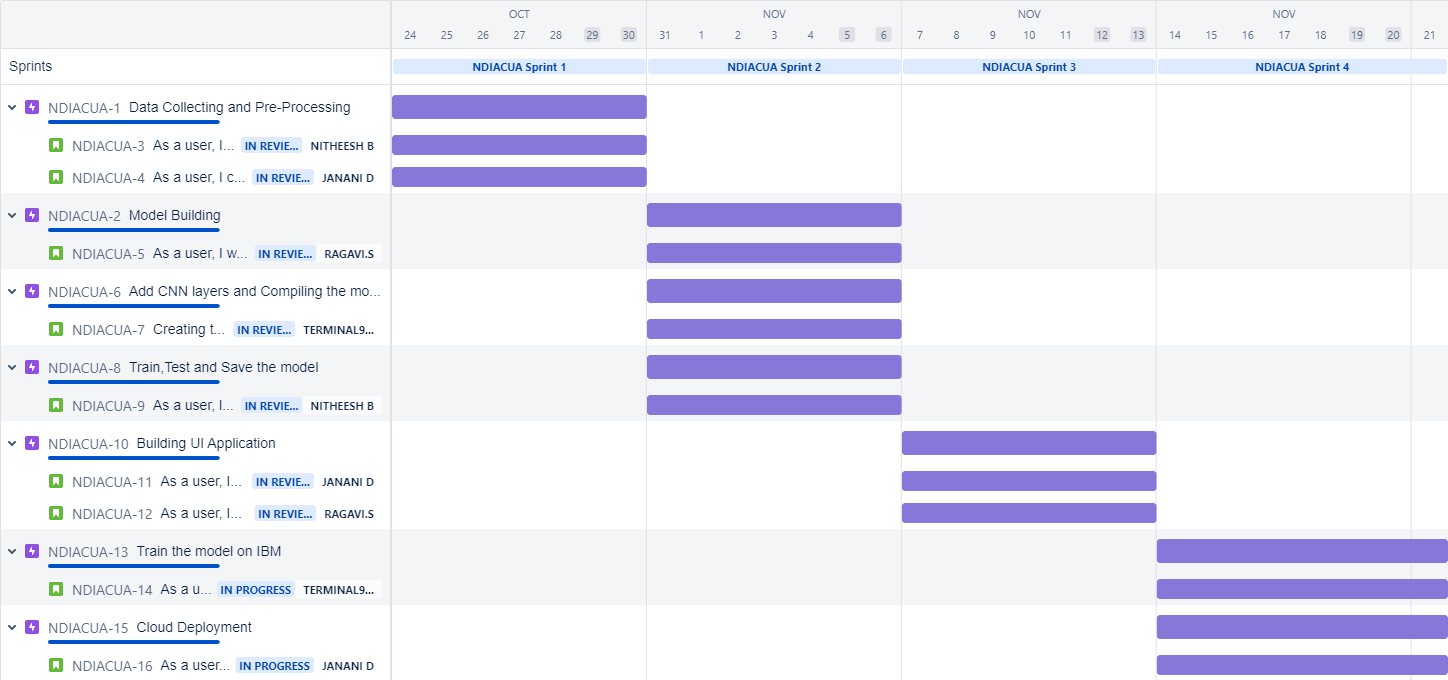 OCT NOV NOV NOV
24 25 26 27 28 29 30 31 1 2 3 4 5 6 7 8 9 10 11 12 13 14 15 16 17 18 19 20 21
Sprints NDIACUA Sprint 1 NDIACUA Sprint 2 NDIACUA Sprint 3 NDIACUA Sprint 4
NDIACUA-1 Data Collecting and Pre-Processing
NDIACUA-3 As a user, I... IN REVIE... NITHEESH B
NDIACUA-4 As a user, I c... IN REVIE... JANANI D
NDIACUA-2 Model Building
NDIACUA-5 As a user, I w... IN REVIE... RAGAVI.S
NDIACUA-6 Add CNN layers and Compiling the mo...
NDIACUA-7 Creating t... IN REVIE... TERMINAL9...
NDIACUA-8 Train,Test and Save the model
NDIACUA-9 As a user, I... IN REVIE... NITHEESH B
NDIACUA-10 Building UI Application
NDIACUA-11 As a user, I... IN REVIE... JANANI D
NDIACUA-12 As a user, I... IN REVIE... RAGAVI.S
NDIACUA-13 Train the model on IBM
NDIACUA-14 As a u... IN PROGRESS TERMINAL9...
NDIACUA-15 Cloud Deployment
NDIACUA-16 As a user... IN PROGRESS JANANI D